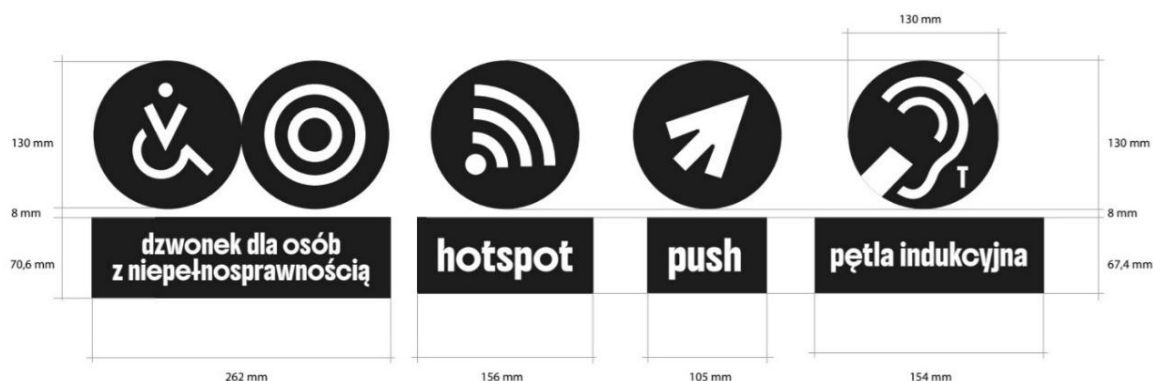 130 mm
130 mm
130 mm
T
8 mm
8 mm
dzwonek dla osób
z niepełnosprawnością
hotspot
push
pętla indukcyjna
70,6 mm
67,4 mm
262 mm
156 mm
105 mm
154 mm